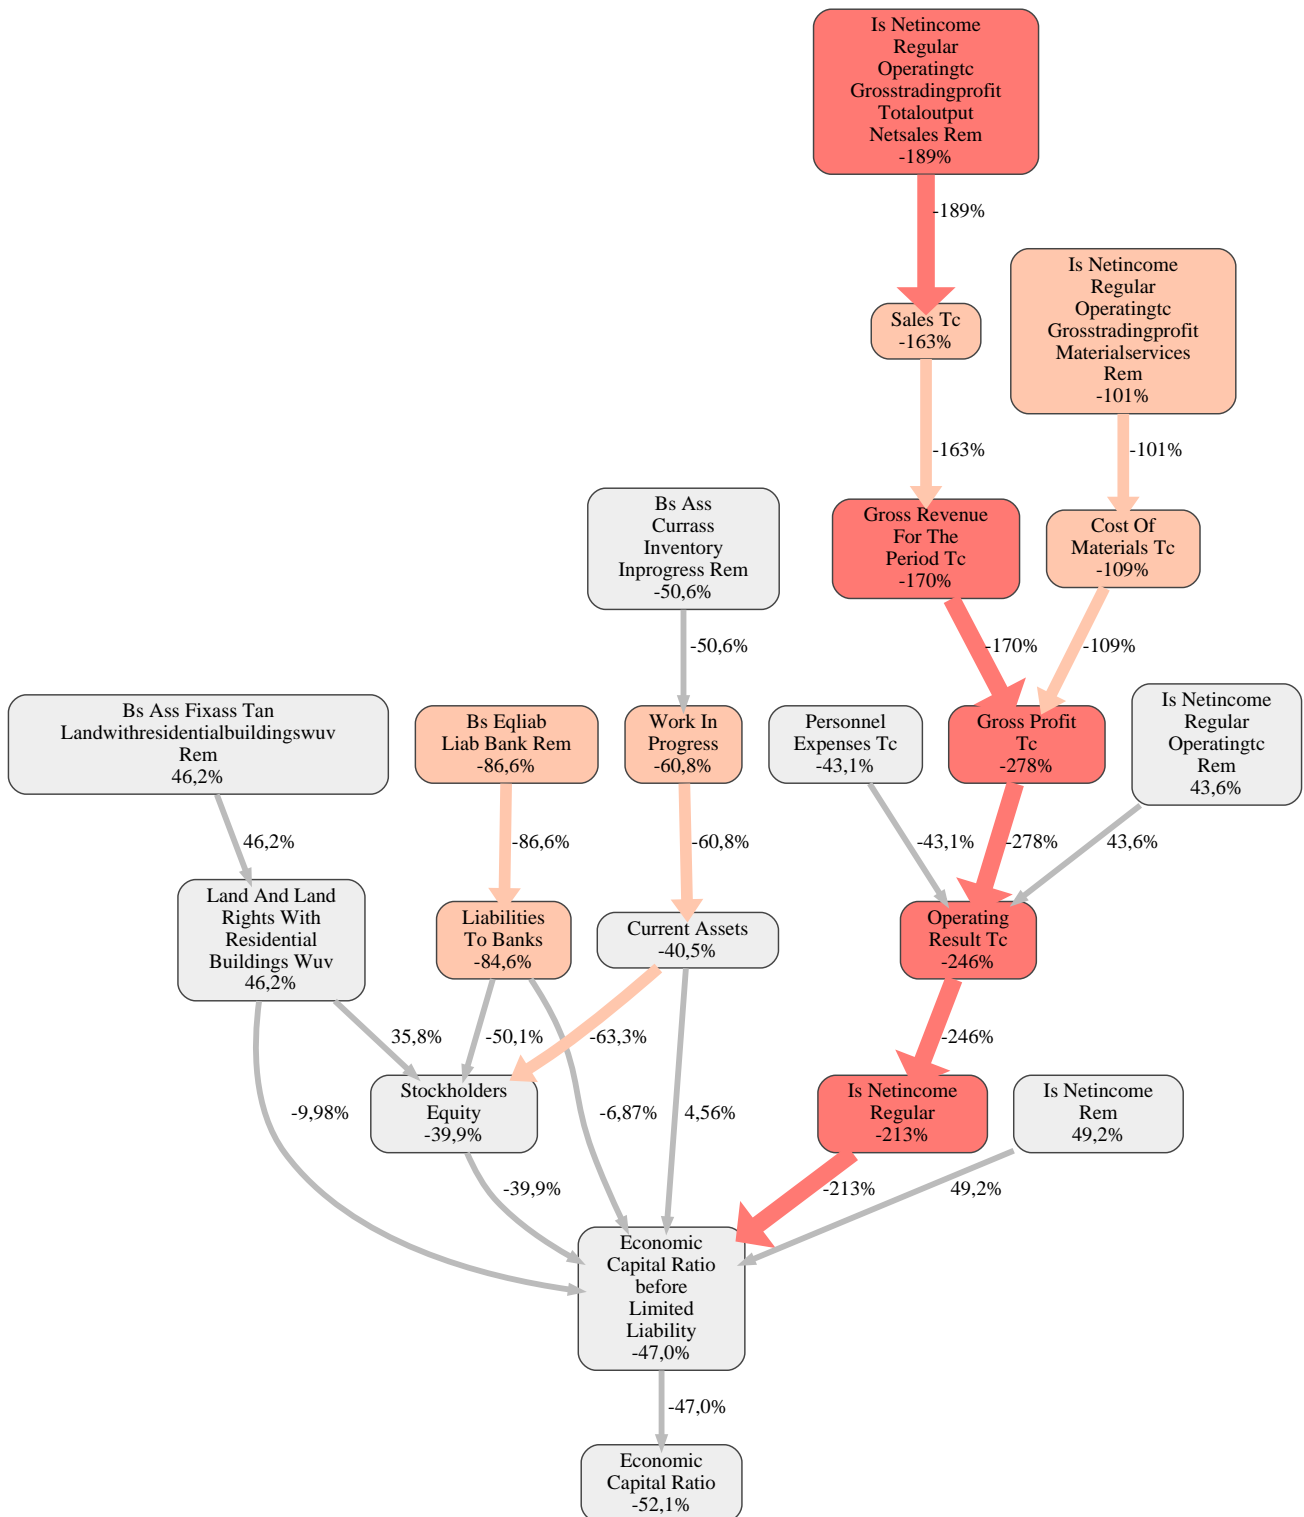 Is Netincome
Regular
Operatingtc
Grosstradingprofit
Totaloutput
Netsales Rem
-189%
-189%
Is Netincome
Regular
Operatingtc
Grosstradingprofit
Materialservices
Rem
-101%
Sales Tc
-163%
-163%
-101%
Bs Ass
Currass
Inventory
Inprogress Rem
-50,6%
Gross Revenue
For The
Period Tc
-170%
Cost Of
Materials Tc
-109%
-50,6%
-170%
-109%
Bs Ass Fixass Tan
Landwithresidentialbuildingswuv
Rem
46,2%
Bs Eqliab
Liab Bank Rem
-86,6%
Work In
Progress
-60,8%
Personnel
Expenses Tc
-43,1%
Gross Profit
Tc
-278%
Is Netincome
Regular
Operatingtc
Rem
43,6%
46,2%
-86,6%
-60,8%
-43,1%
-278%
43,6%
Land And Land
Rights With
Residential
Buildings Wuv
46,2%
Liabilities
To Banks
-84,6%
Current Assets
-40,5%
Operating
Result Tc
-246%
35,8%
-50,1%
-63,3%
-246%
-9,98%
Stockholders
Equity
-39,9%
-6,87%
4,56%
Is Netincome
Regular
-213%
Is Netincome
Rem
49,2%
-39,9%
-213%
49,2%
Economic
Capital Ratio
before
Limited
Liability
-47,0%
-47,0%
Economic
Capital Ratio
-52,1%